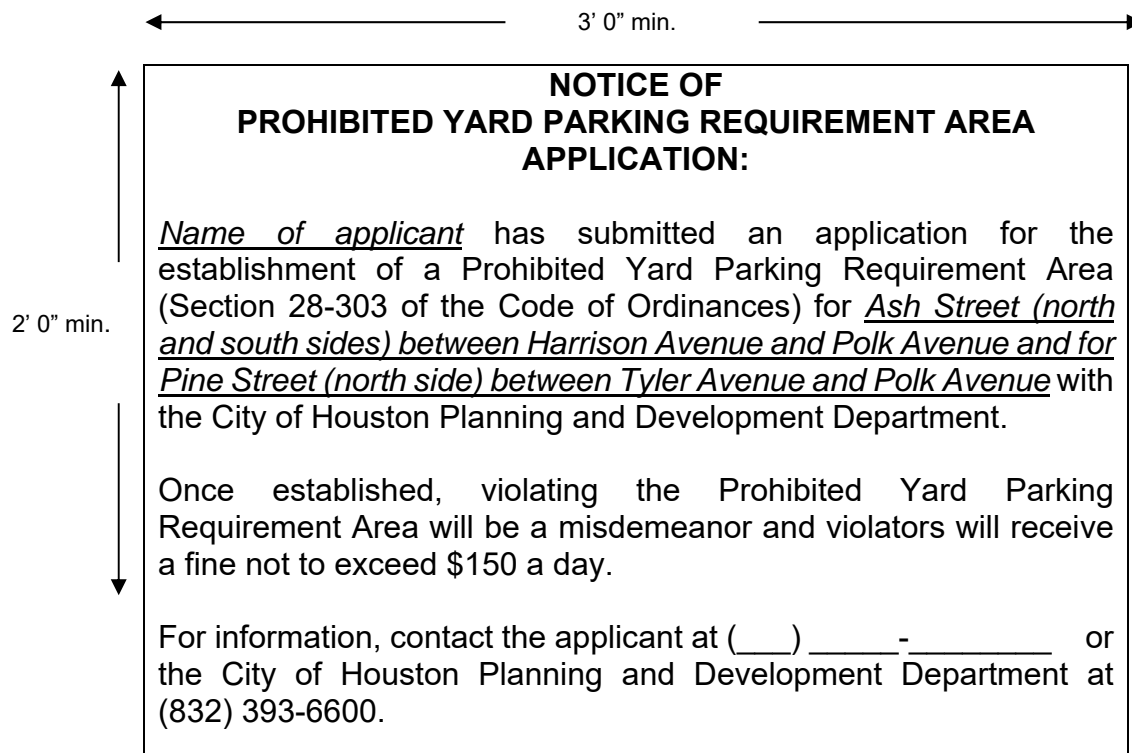 3’ 0” min.
NOTICE OF
PROHIBITED YARD PARKING REQUIREMENT AREA
APPLICATION:
Name of applicant has submitted an application for the
establishment of a Prohibited Yard Parking Requirement Area
(Section 28-303 of the Code of Ordinances) for Ash Street (north
and south sides) between Harrison Avenue and Polk Avenue and for
Pine Street (north side) between Tyler Avenue and Polk Avenue with
the City of Houston Planning and Development Department.
2’ 0” min.
Once established, violating the Prohibited Yard Parking
Requirement Area will be a misdemeanor and violators will receive
a fine not to exceed $150 a day.
For information, contact the applicant at (___) _____-________ or
the City of Houston Planning and Development Department at
(832) 393-6600.